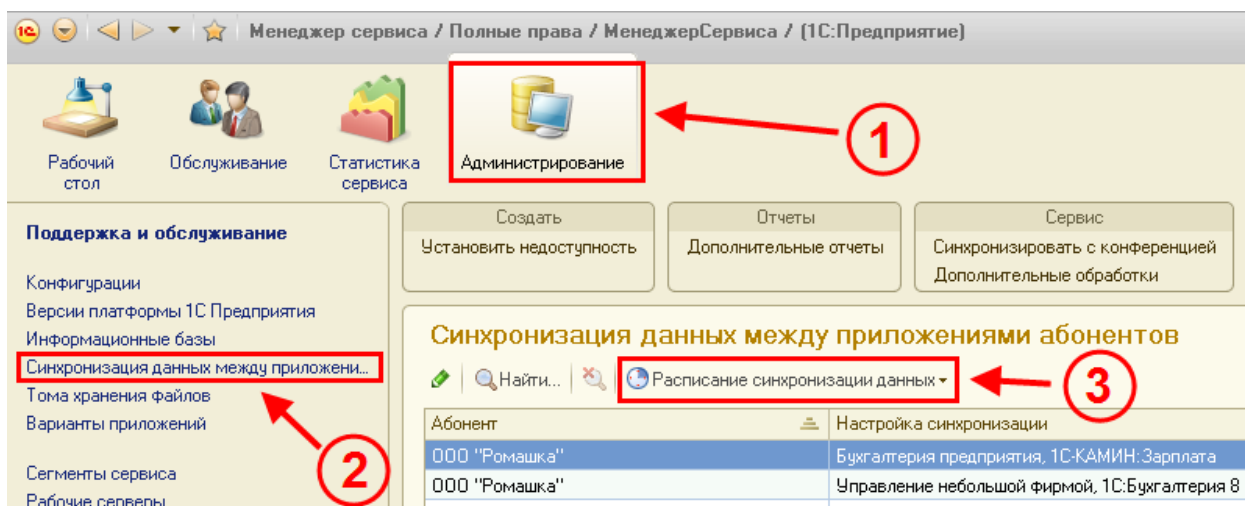 1С Менеджер сервиса / Полные права / МенеджерСервиса / (1С:Предприятие)
Рабочий стол
Обслуживание
Статистика сервиса
Администрирование
1
Поддержка и обслуживание
Конфигурации
Версии платформы 1С Предприятия
Информационные базы
Синхронизация данных между приложени...
Тома хранения файлов
Варианты приложений
Сегменты сервиса
Рабочие серверы
2
Создать
Установить недоступность
Отчеты
Дополнительные отчеты
Сервис
Синхронизировать с конференцией
Дополнительные обработки
Синхронизация данных между приложениями абонентов
Найти... Расписание синхронизации данных
3
Абонент Настройка синхронизации
ООО "Ромашка" Бухгалтерия предприятия, 1С-КАМИН: Зарплата
ООО "Ромашка" Управление небольшой фирмой, 1С:Бухгалтерия 8